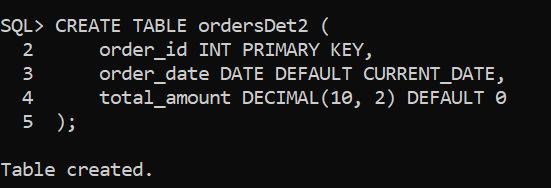 SQL> CREATE TABLE ordersDet2 (
  2      order_id INT PRIMARY KEY,
  3      order_date DATE DEFAULT CURRENT_DATE,
  4      total_amount DECIMAL(10, 2) DEFAULT 0
  5  );
Table created.